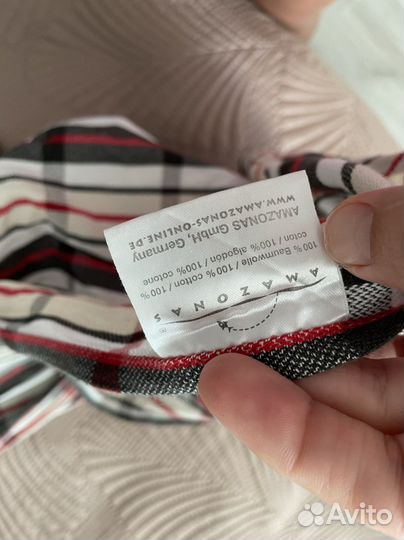 AMAZONAS
100% Baumwolle / 100% cotton / 100%
coton / 100% algodón / 100% cotone
AMAZONAS GmbH, Germany
WWW.AMAZONAS-ONLINE.DE
Avito